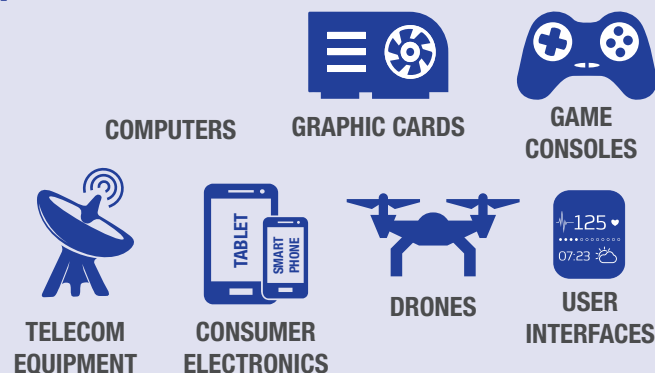 COMPUTERS
GRAPHIC CARDS
GAME
CONSOLES
TABLET
SMART
PHONE
125
07:23
TELECOM
EQUIPMENT
CONSUMER
ELECTRONICS
DRONES
USER
INTERFACES